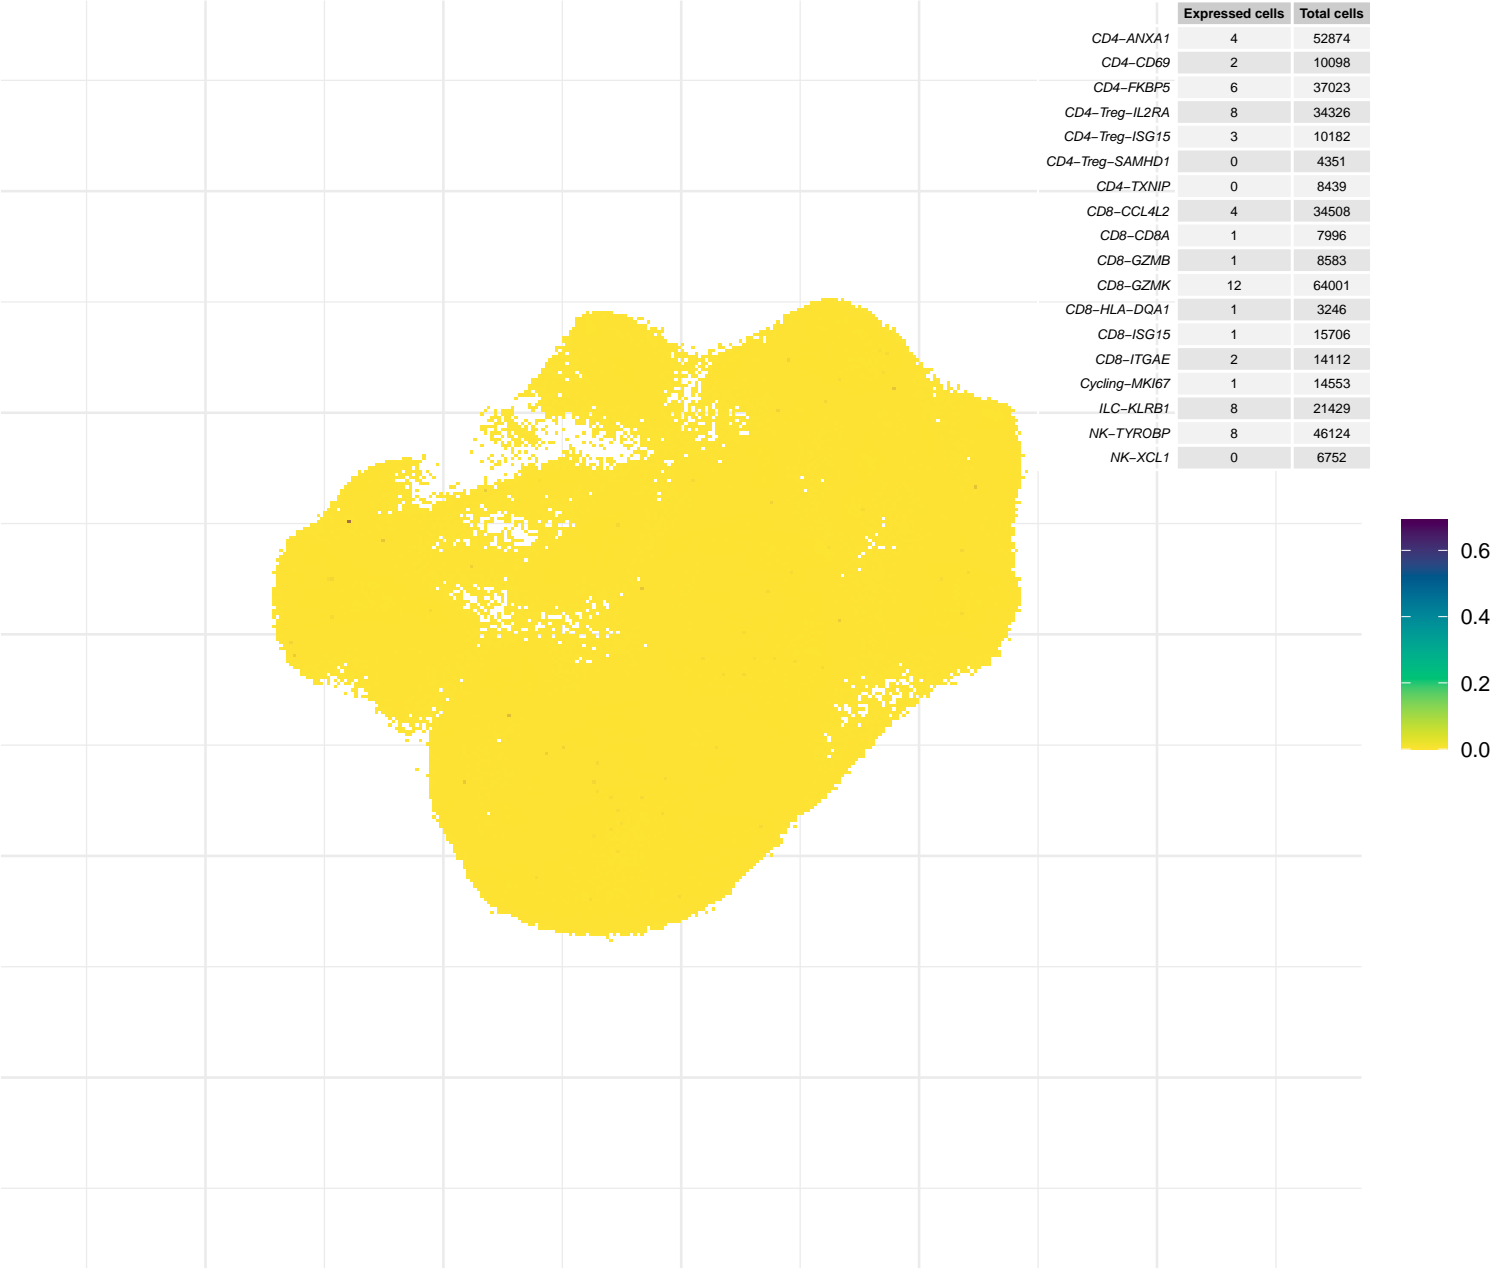 Expressed cells Total cells
CD4−ANXA1 4 52874
CD4−CD69 2 10098
CD4−FKBP5 6 37023
CD4−Treg−IL2RA 8 34326
CD4−Treg−ISG15 3 10182
CD4−Treg−SAMHD1 0 4351
CD4−TXNIP 0 8439
CD8−CCL4L2 4 34508
CD8−CD8A 1 7996
CD8−GZMB 1 8583
CD8−GZMK 12 64001
CD8−HLA−DQA1 1 3246
CD8−ISG15 1 15706
CD8−ITGAE 2 14112
Cycling−MKI67 1 14553
ILC−KLRB1 8 21429
NK−TYROBP 8 46124
NK−XCL1 0 6752
0.6
0.4
0.2
0.0